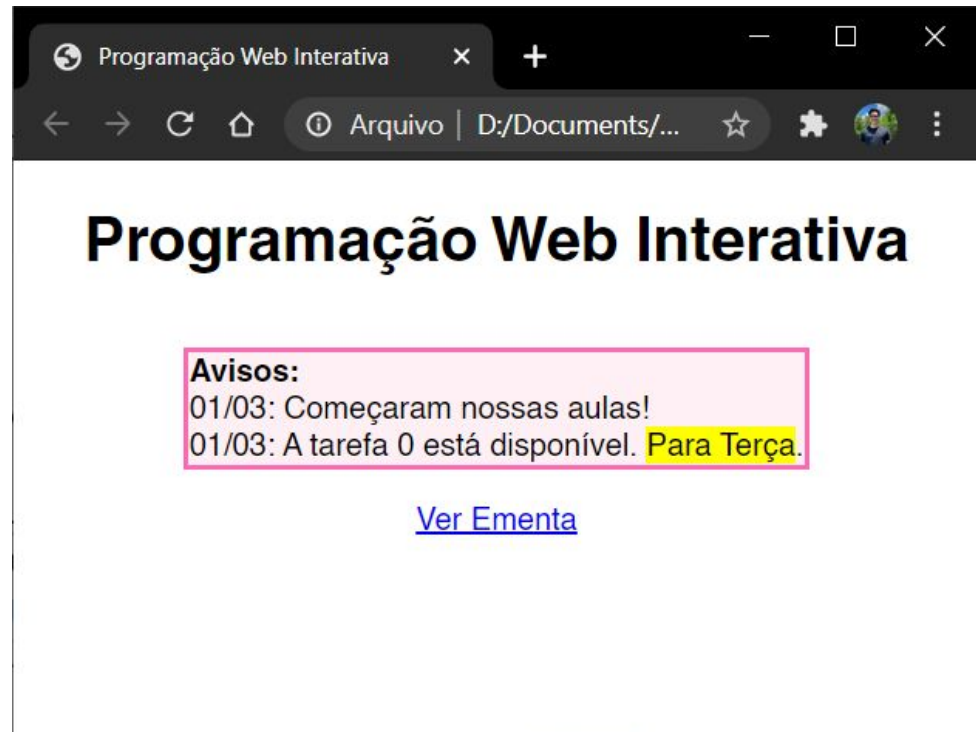 Programação Web Interativa
Arquivo | D:/Documents/...
Programação Web Interativa
Avisos:
01/03: Começaram nossas aulas!
01/03: A tarefa 0 está disponível. Para Terça.
Ver Ementa